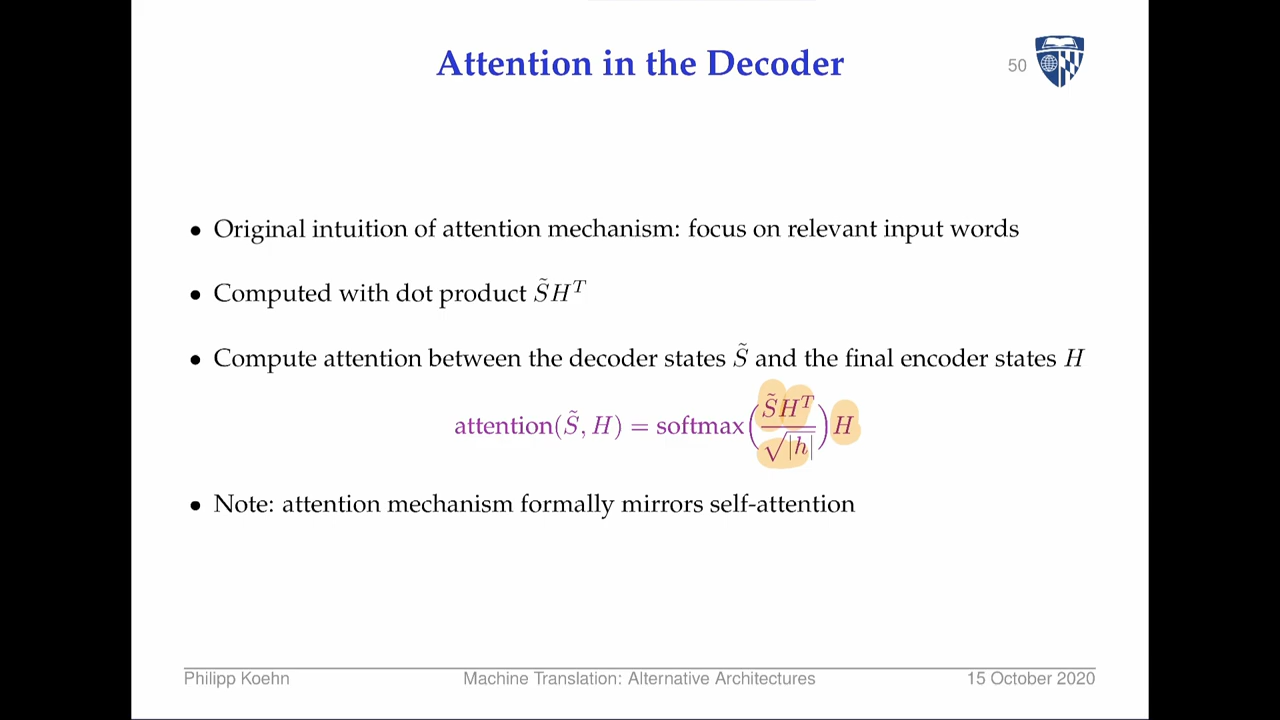 Attention in the Decoder
50
• Original intuition of attention mechanism: focus on relevant input words
• Computed with dot product S̃Hᵀ
• Compute attention between the decoder states S̃ and the final encoder states H
attention(S̃, H) = softmax(S̃Hᵀ / √|h|) H
• Note: attention mechanism formally mirrors self-attention
Philipp Koehn Machine Translation: Alternative Architectures 15 October 2020